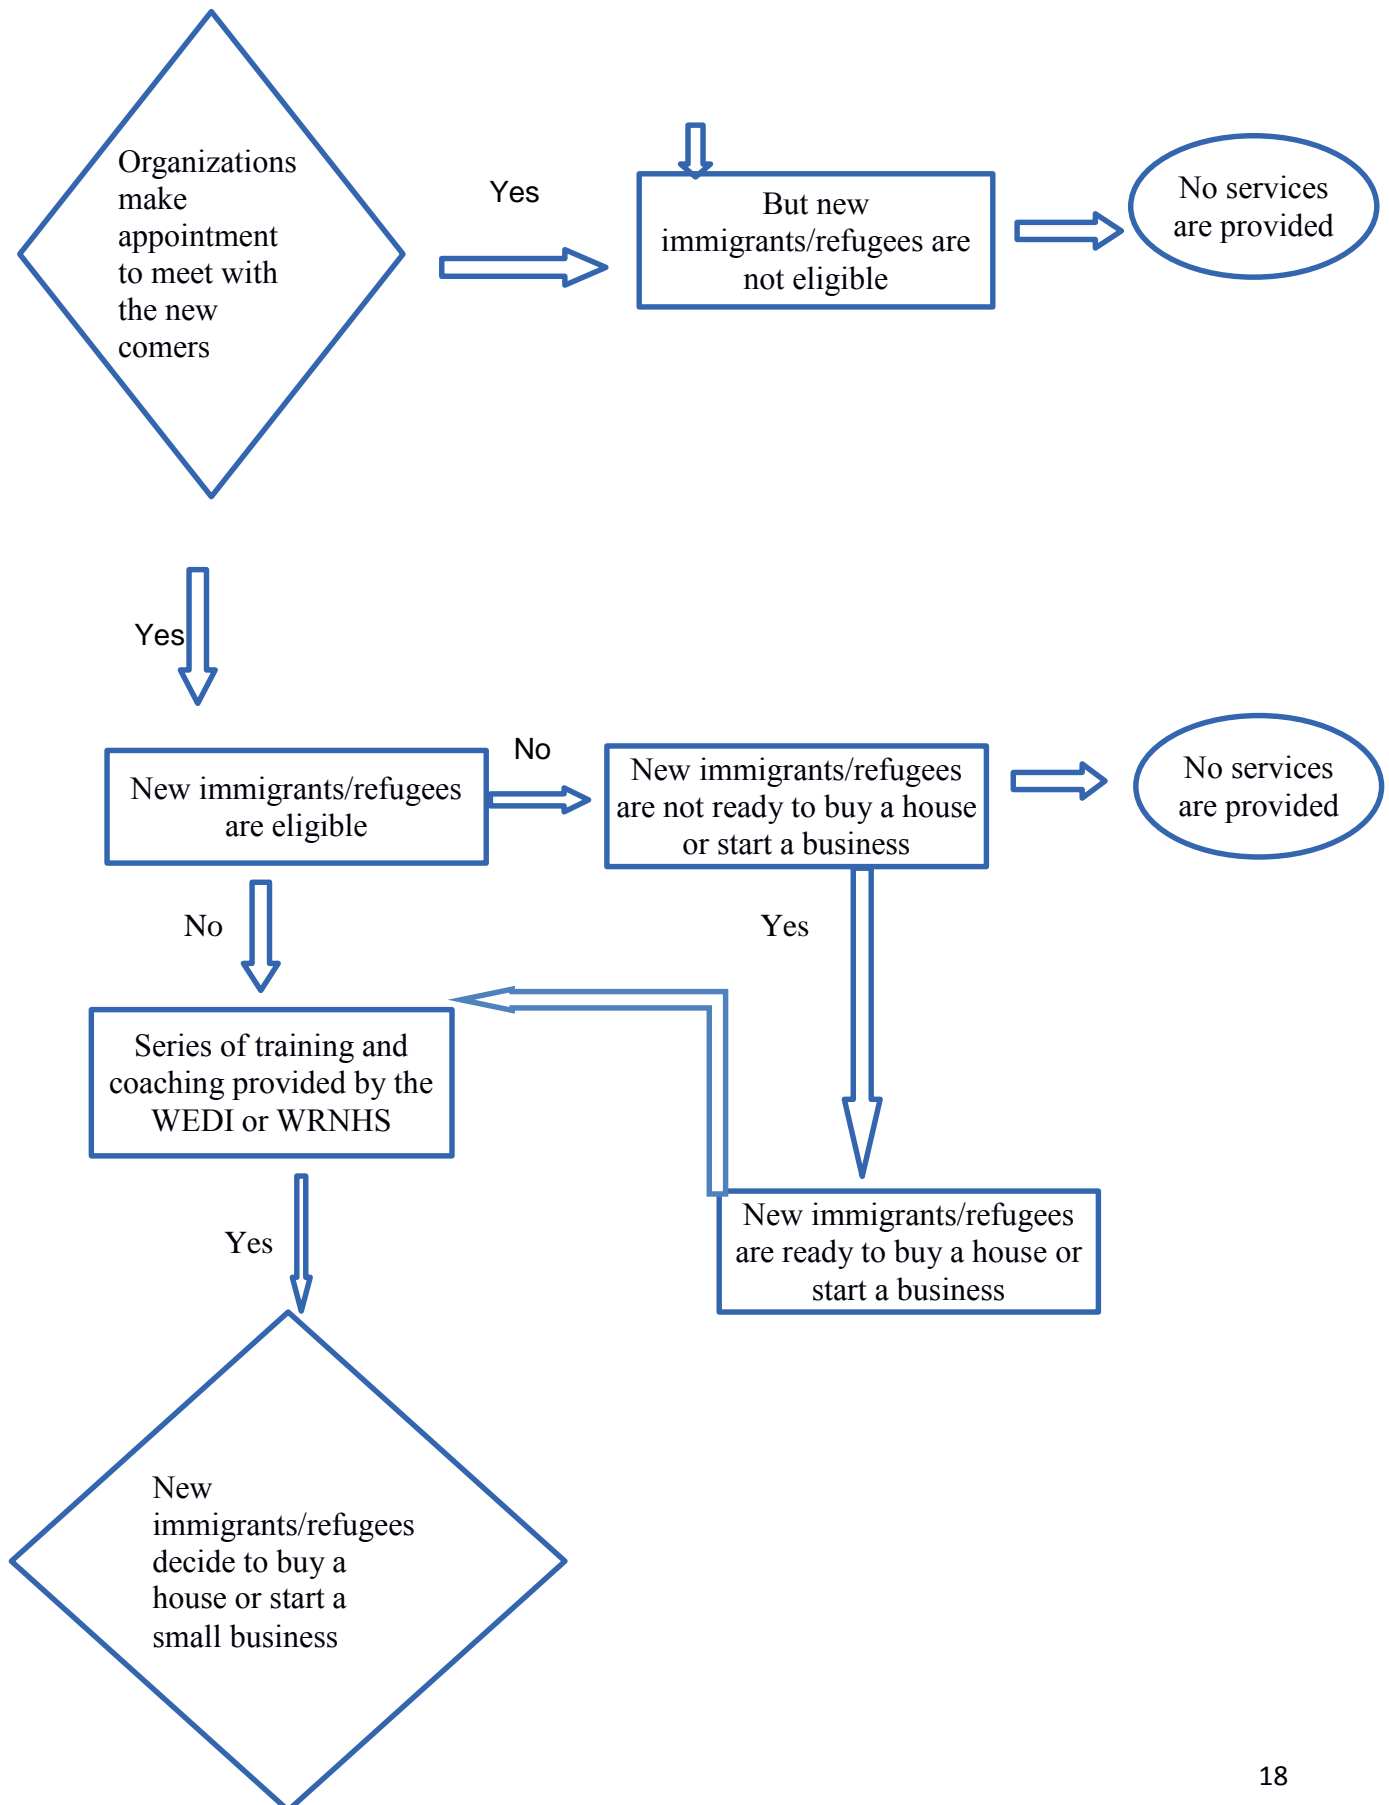 Organizations
make
appointment
to meet with
the new
comers
Yes
But new
immigrants/refugees are
not eligible
No services
are provided
Yes
New immigrants/refugees
are eligible
No
New immigrants/refugees
are not ready to buy a house
or start a business
No services
are provided
No
Yes
Series of training and
coaching provided by the
WEDI or WRNHS
Yes
New immigrants/refugees
are ready to buy a house or
start a business
New
immigrants/refugees
decide to buy a
house or start a
small business
18